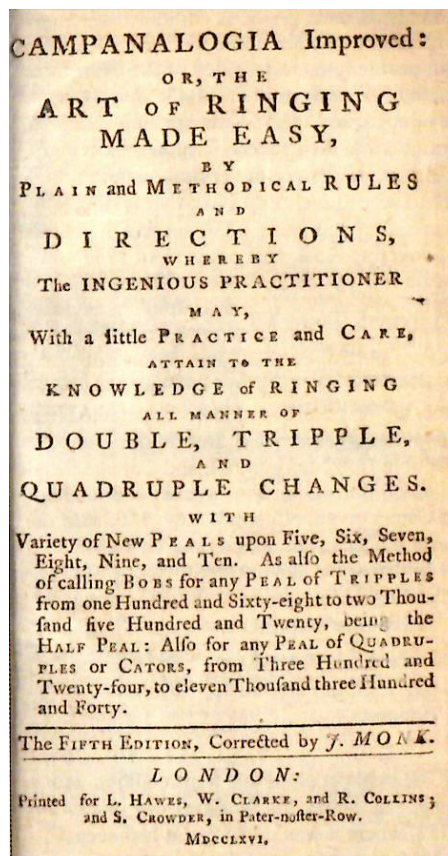 CAMPANALOGIA Improved:
OR, THE
ART OF RINGING
MADE EASY,
BY
PLAIN and METHODICAL RULES
AND
DIRECTIONS,
WHEREBY
The INGENIOUS PRACTITIONER
MAY,
With a little PRACTICE and CARE,
ATTAIN TO THE
KNOWLEDGE of RINGING
ALL MANNER OF
DOUBLE, TRIPPLE,
AND
QUADRUPLE CHANGES.
WITH
Variety of New PEALS upon Five, Six, Seven,
Eight, Nine, and Ten. As alſo the Method
of calling BOBS for any PEAL of TRIPPLES
from one Hundred and Sixty-eight to two Thou-
ſand five Hundred and Twenty, being the
HALF PEAL: Alſo for any PEAL of QUADRU-
PLES or CATORS, from Three Hundred and
Twenty-four, to eleven Thouſand three Hundred
and Forty.
The FIFTH EDITION, Corrected by J. MONK.
LONDON:
Printed for L. HAWES, W. CLARKE, and R. COLLINS;
and S. CROWDER, in Pater-noſter-Row.
MDCCLXVI.